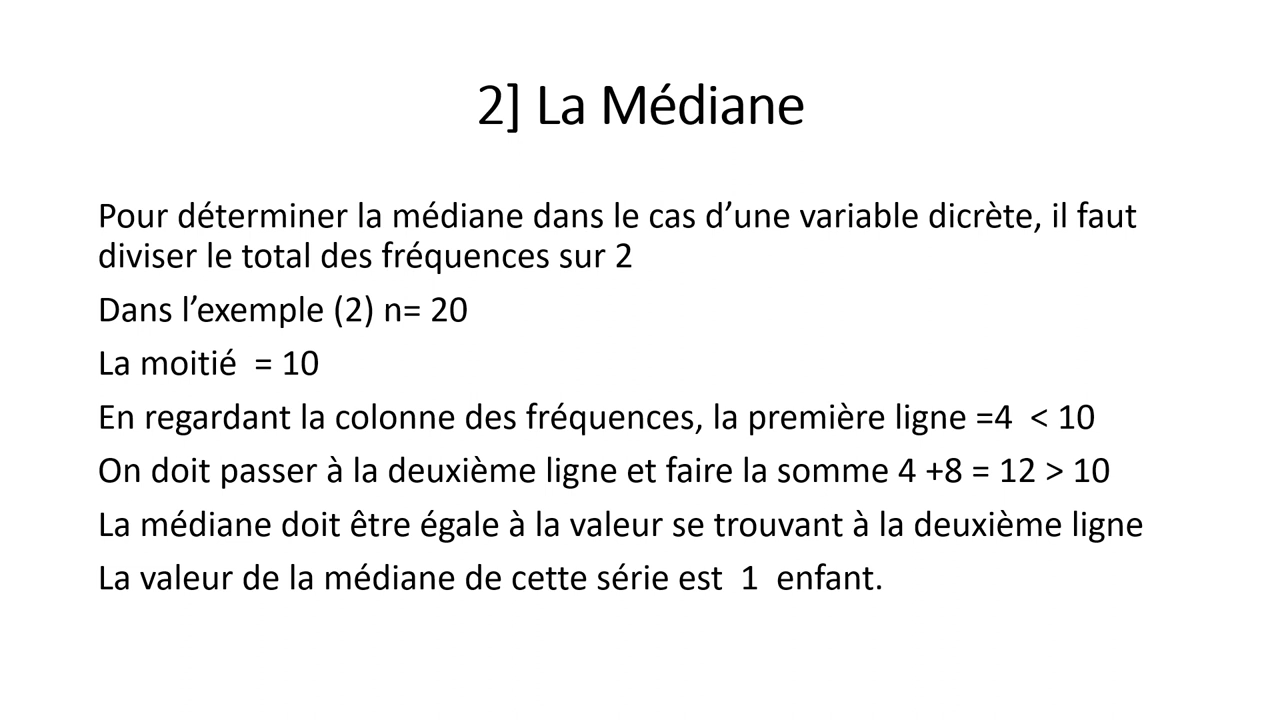 2] La Médiane
Pour déterminer la médiane dans le cas d’une variable dicrète, il faut
diviser le total des fréquences sur 2
Dans l’exemple (2) n= 20
La moitié  = 10
En regardant la colonne des fréquences, la première ligne =4  < 10
On doit passer à la deuxième ligne et faire la somme 4 +8 = 12 > 10
La médiane doit être égale à la valeur se trouvant à la deuxième ligne
La valeur de la médiane de cette série est  1  enfant.